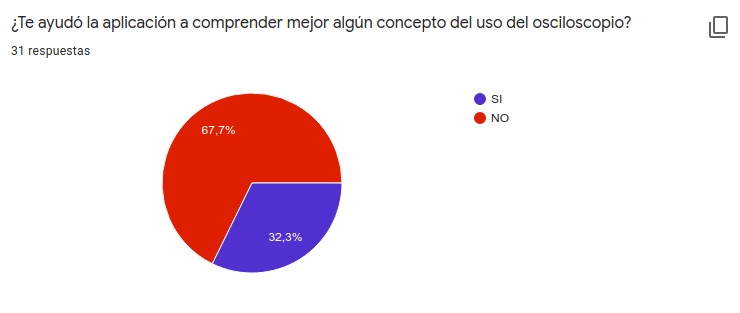 ¿Te ayudó la aplicación a comprender mejor algún concepto del uso del osciloscopio?
31 respuestas
SI
NO
67,7%
32,3%